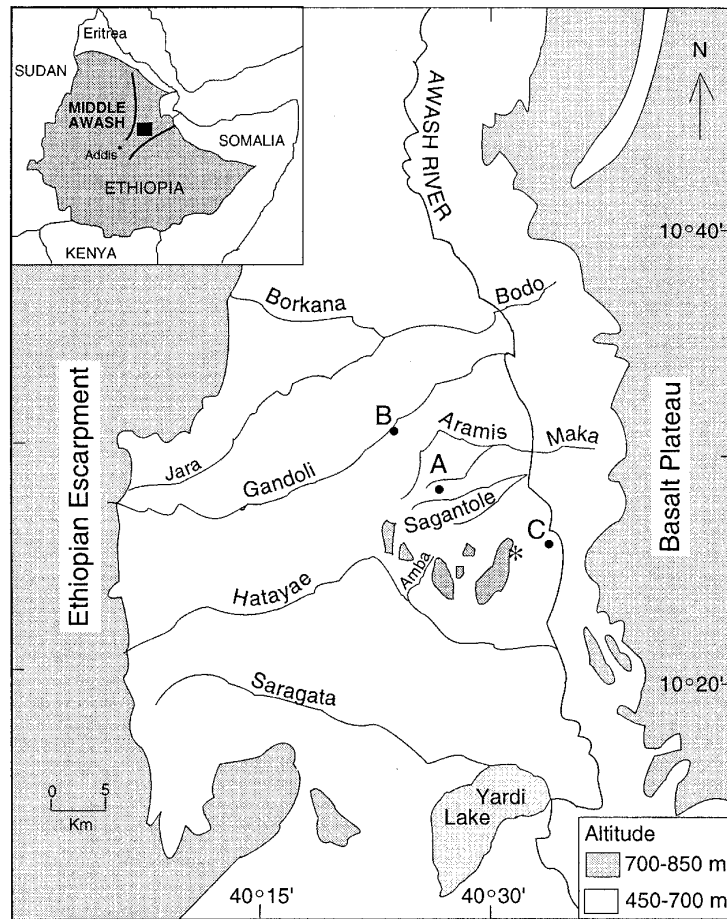 Eritrea
SUDAN
MIDDLE
AWASH
Addis
SOMALIA
ETHIOPIA
KENYA
N
AWASH RIVER
10°40'
Borkana
Bodo
Ethiopian Escarpment
Basalt Plateau
B
Aramis
Maka
A
Jara
Gandoli
Sagantole
C
*
Amba
Hatayae
Saragata
10°20'
0 5
Km
Yardi
Lake
Altitude
700-850 m
450-700 m
40°15'
40°30'